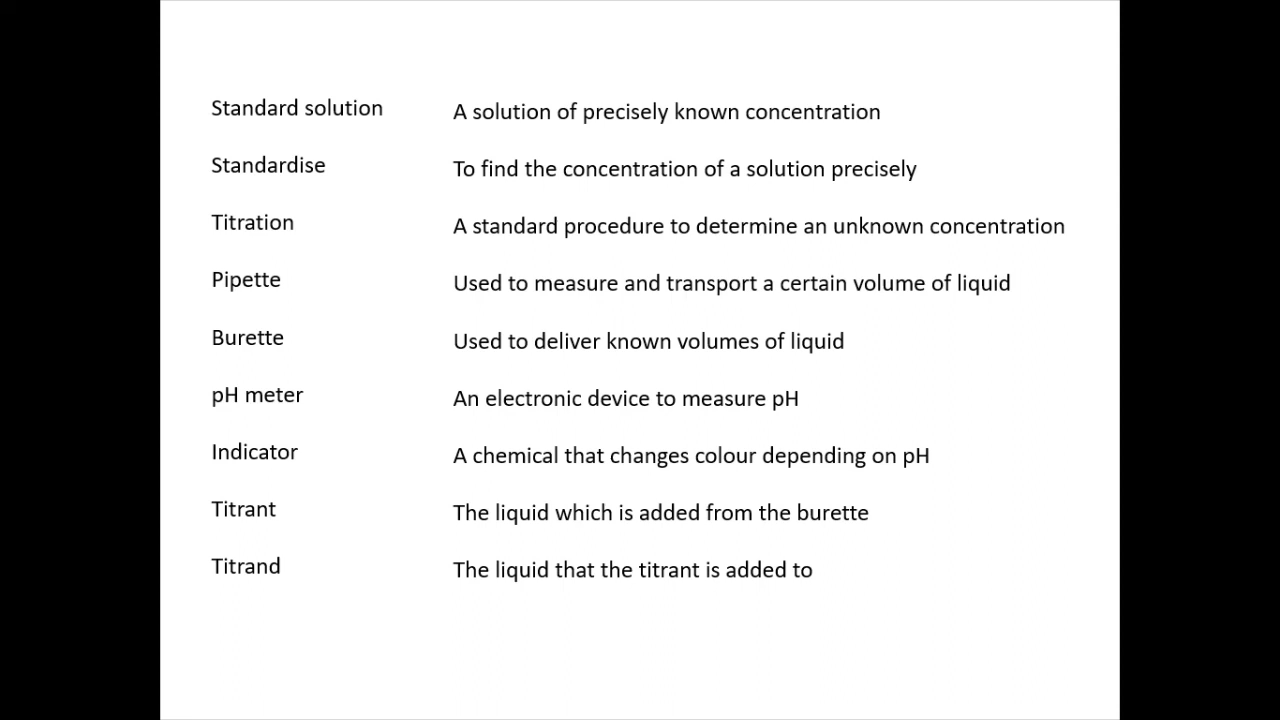 Standard solution A solution of precisely known concentration
Standardise To find the concentration of a solution precisely
Titration A standard procedure to determine an unknown concentration
Pipette Used to measure and transport a certain volume of liquid
Burette Used to deliver known volumes of liquid
pH meter An electronic device to measure pH
Indicator A chemical that changes colour depending on pH
Titrant The liquid which is added from the burette
Titrand The liquid that the titrant is added to